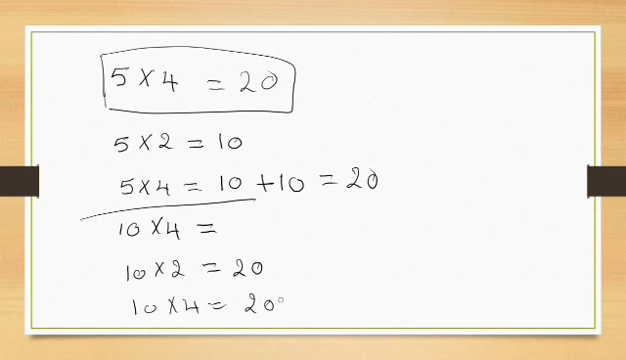 5 X 4 = 20
5 X 2 = 10
5 X 4 = 10 + 10 = 20
10 X 4 =
10 X 2 = 20
10 X 4 = 20